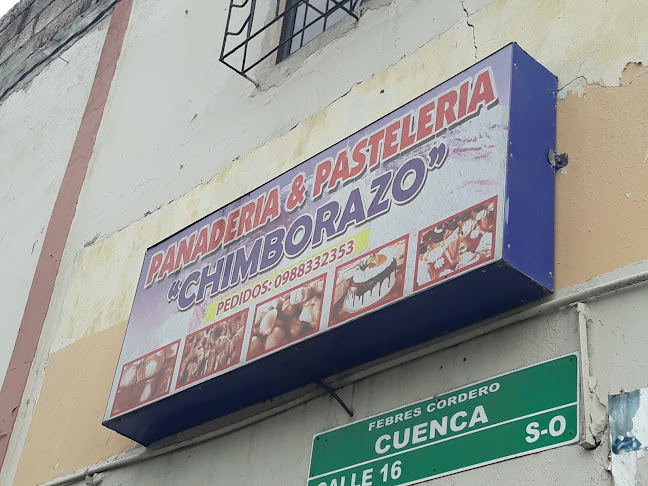 PANADERIA & PASTELERIA
"CHIMBORAZO"
PEDIDOS: 0988332353
FEBRES CORDERO
CUENCA
S-O
CALLE 16